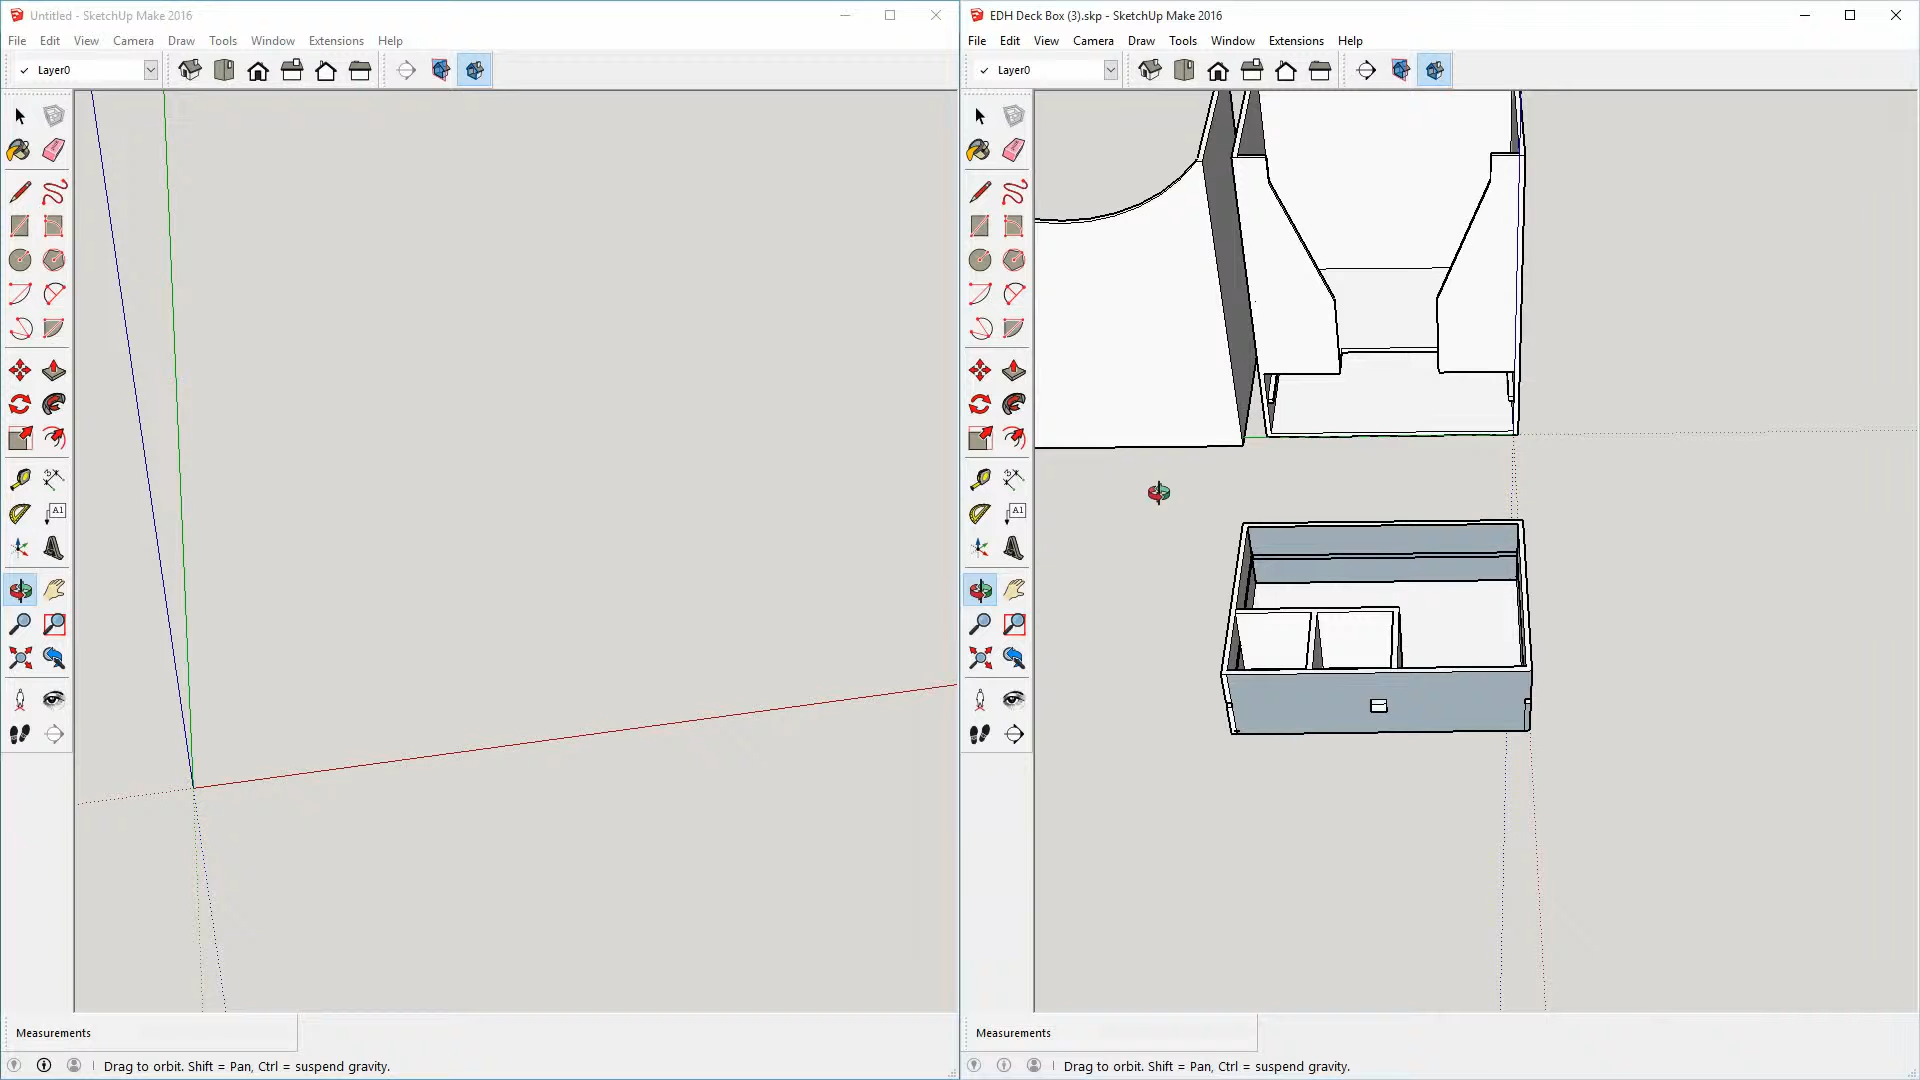 Untitled - SketchUp Make 2016
File Edit View Camera Draw Tools Window Extensions Help
Layer0
A1
Measurements
Drag to orbit. Shift = Pan, Ctrl = suspend gravity.
EDH Deck Box (3).skp - SketchUp Make 2016
File Edit View Camera Draw Tools Window Extensions Help
Layer0
A1
Measurements
Drag to orbit. Shift = Pan, Ctrl = suspend gravity.